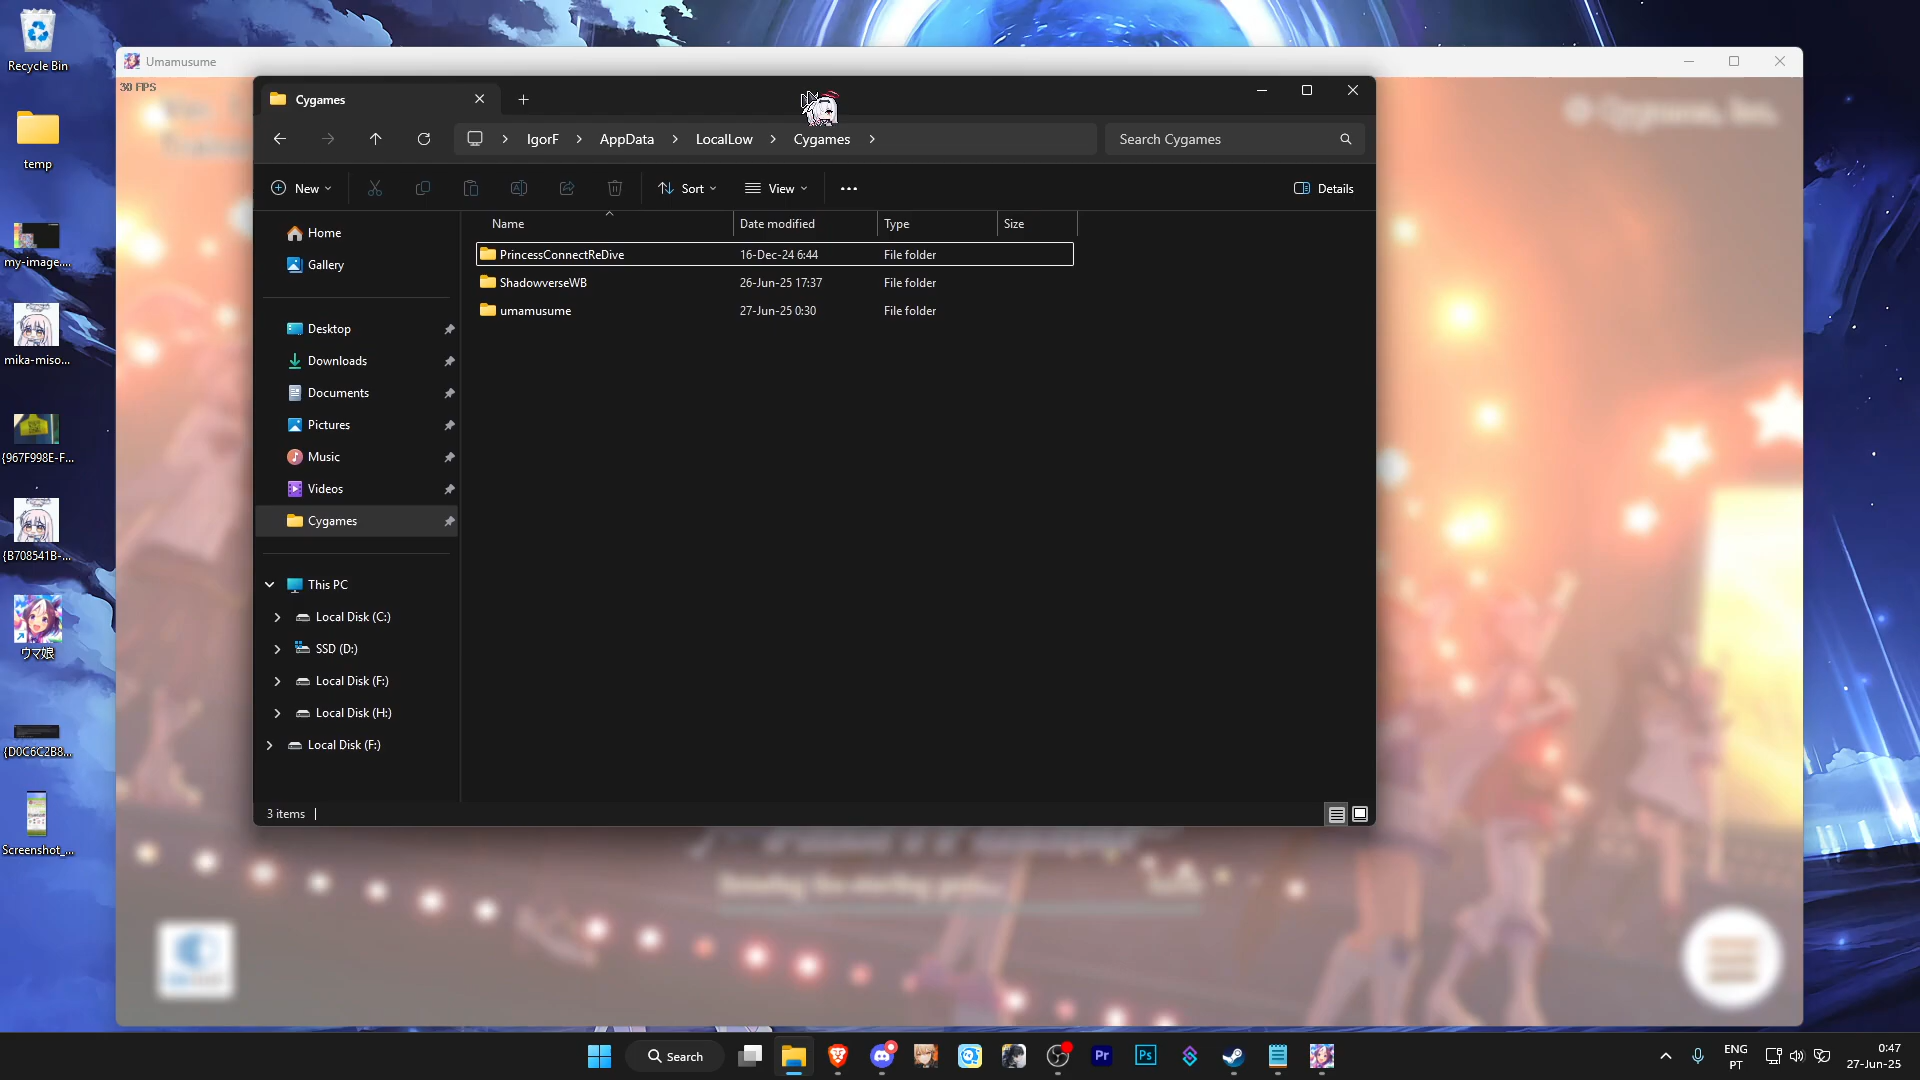 Recycle Bin
temp
my-image....
mika-miso...
{967F998E-F...
{B708541B-...
ウマ娘
{D0C6C2B8...
Screenshot_...
Umamusume
30 FPS
Cygames
IgorF
AppData
LocalLow
Cygames
Search Cygames
New
Sort
View
Details
Name
Date modified
Type
Size
PrincessConnectReDive
16-Dec-24 6:44
File folder
ShadowverseWB
26-Jun-25 17:37
File folder
umamusume
27-Jun-25 0:30
File folder
Home
Gallery
Desktop
Downloads
Documents
Pictures
Music
Videos
Cygames
This PC
Local Disk (C:)
SSD (D:)
Local Disk (F:)
Local Disk (H:)
Local Disk (F:)
3 items
Search
Pr
Ps
ENG
PT
0:47
27-Jun-25